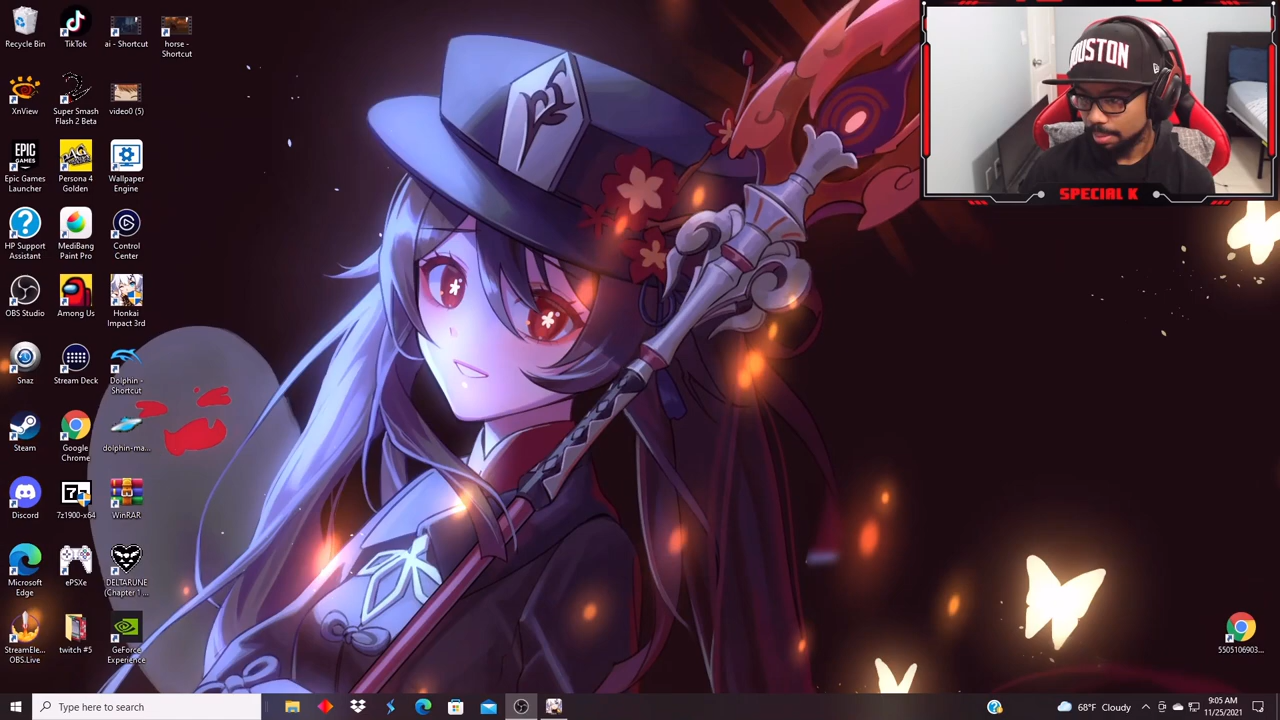 Recycle Bin
TikTok
ai - Shortcut
horse -
Shortcut
XnView
Super Smash
Flash 2 Beta
video0 (5)
EPIC
GAMES
Epic Games
Launcher
Persona 4
Golden
Wallpaper
Engine
HP Support
Assistant
MediBang
Paint Pro
Control
Center
OBS Studio
Among Us
Honkai
Impact 3rd
Snaz
Stream Deck
Dolphin -
Shortcut
Steam
Google
Chrome
dolphin-ma...
Discord
7z1900-x64
WinRAR
Microsoft
Edge
ePSXe
DELTARUNE
(Chapter 1 ...
StreamEle...
OBS.Live
twitch #5
GeForce
Experience
HOUSTON
SPECIAL K
5505106903...
Type here to search
68°F Cloudy
9:05 AM
11/25/2021